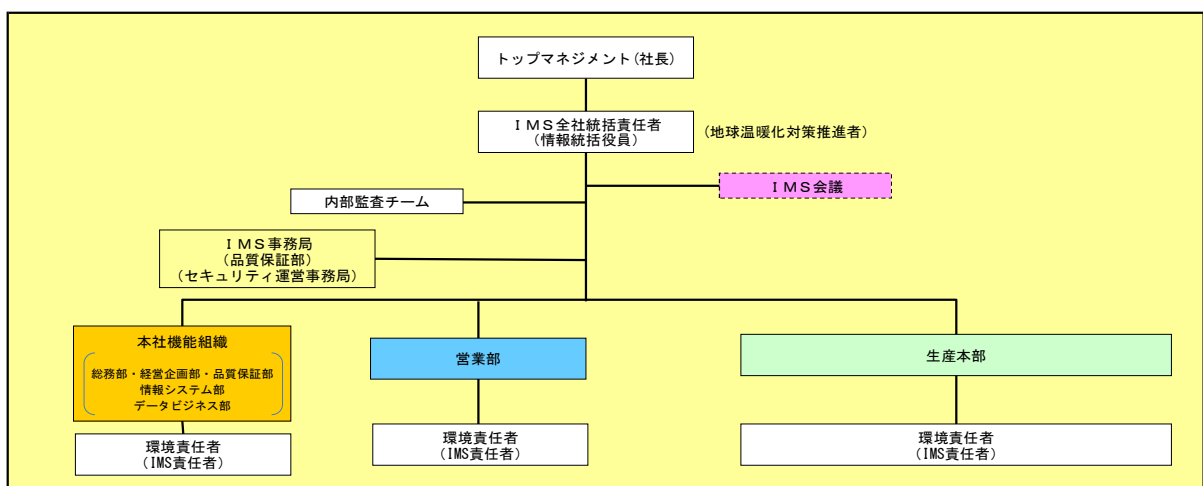 トップマネジメント(社長)
ＩＭＳ全社統括責任者
(情報統括役員)
(地球温暖化対策推進者)
ＩＭＳ会議
内部監査チーム
ＩＭＳ事務局
(品質保証部)
(セキュリティ運営事務局)
本社機能組織
総務部・経営企画部・品質保証部
情報システム部
データビジネス部
営業部
生産本部
環境責任者
(IMS責任者)
環境責任者
(IMS責任者)
環境責任者
(IMS責任者)